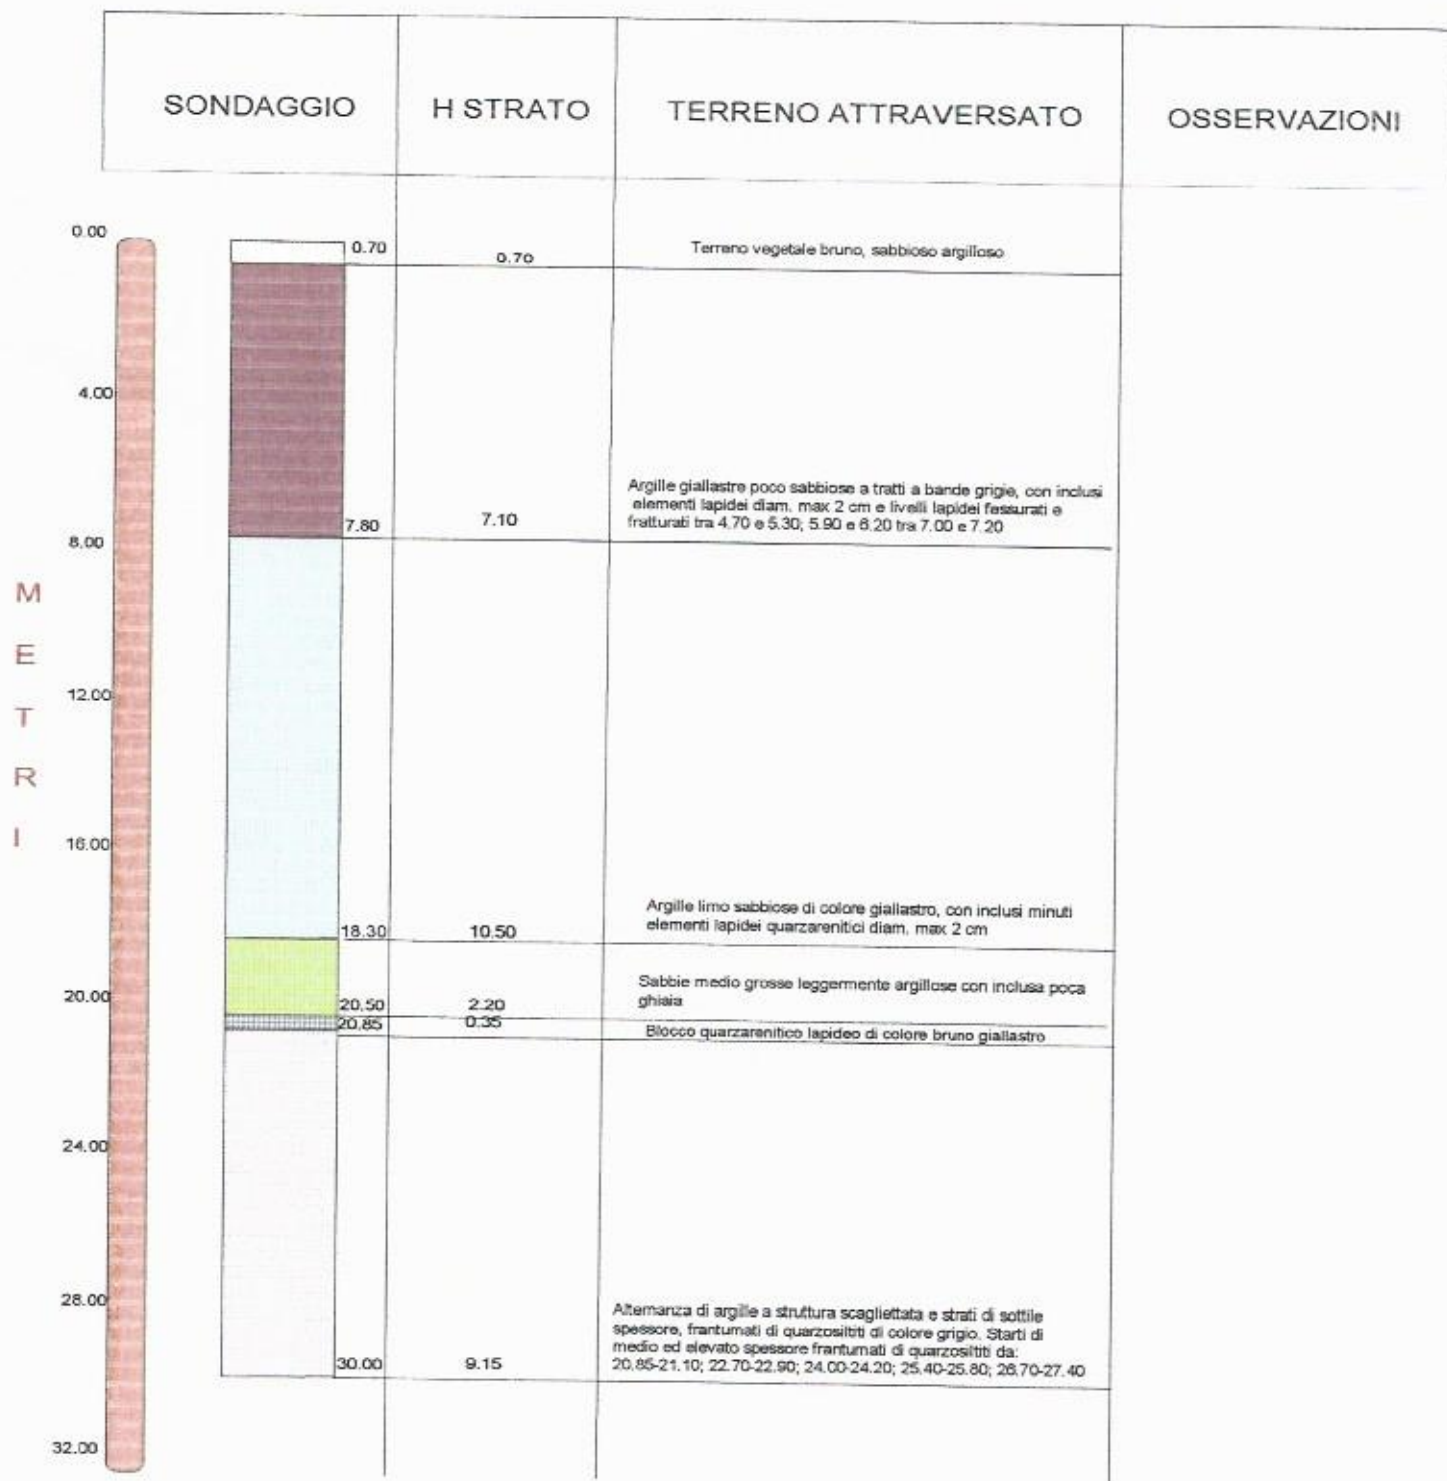 SONDAGGIO H STRATO TERRENO ATTRAVERSATO OSSERVAZIONI
0.00
0.70 0.70 Terreno vegetale bruno, sabbioso argilloso
4.00
Argille giallastre poco sabbiose a tratti a bande grigie, con inclusi
elementi lapidei diam. max 2 cm e livelli lapidei fessurati e
7.80 7.10 fratturati tra 4.70 e 5.30; 5.90 e 6.20 tra 7.00 e 7.20
8.00
M
E
T
R
I
12.00
16.00
Argille limo sabbiose di colore giallastro, con inclusi minuti
18.30 10.50 elementi lapidei quarzarenitici diam. max 2 cm
Sabbie medio grosse leggermente argillose con inclusa poca
20.00
20.50 2.20 ghiaia
20.85 0.35 Blocco quarzarenitico lapideo di colore bruno giallastro
24.00
28.00
Alternanza di argille a struttura scagliettata e strati di sottile
spessore, frantumati di quarzosiltiti di colore grigio. Starti di
medio ed elevato spessore frantumati di quarzosiltiti da:
30.00 9.15 20.85-21.10; 22.70-22.90; 24.00-24.20; 25.40-25.80; 26.70-27.40
32.00